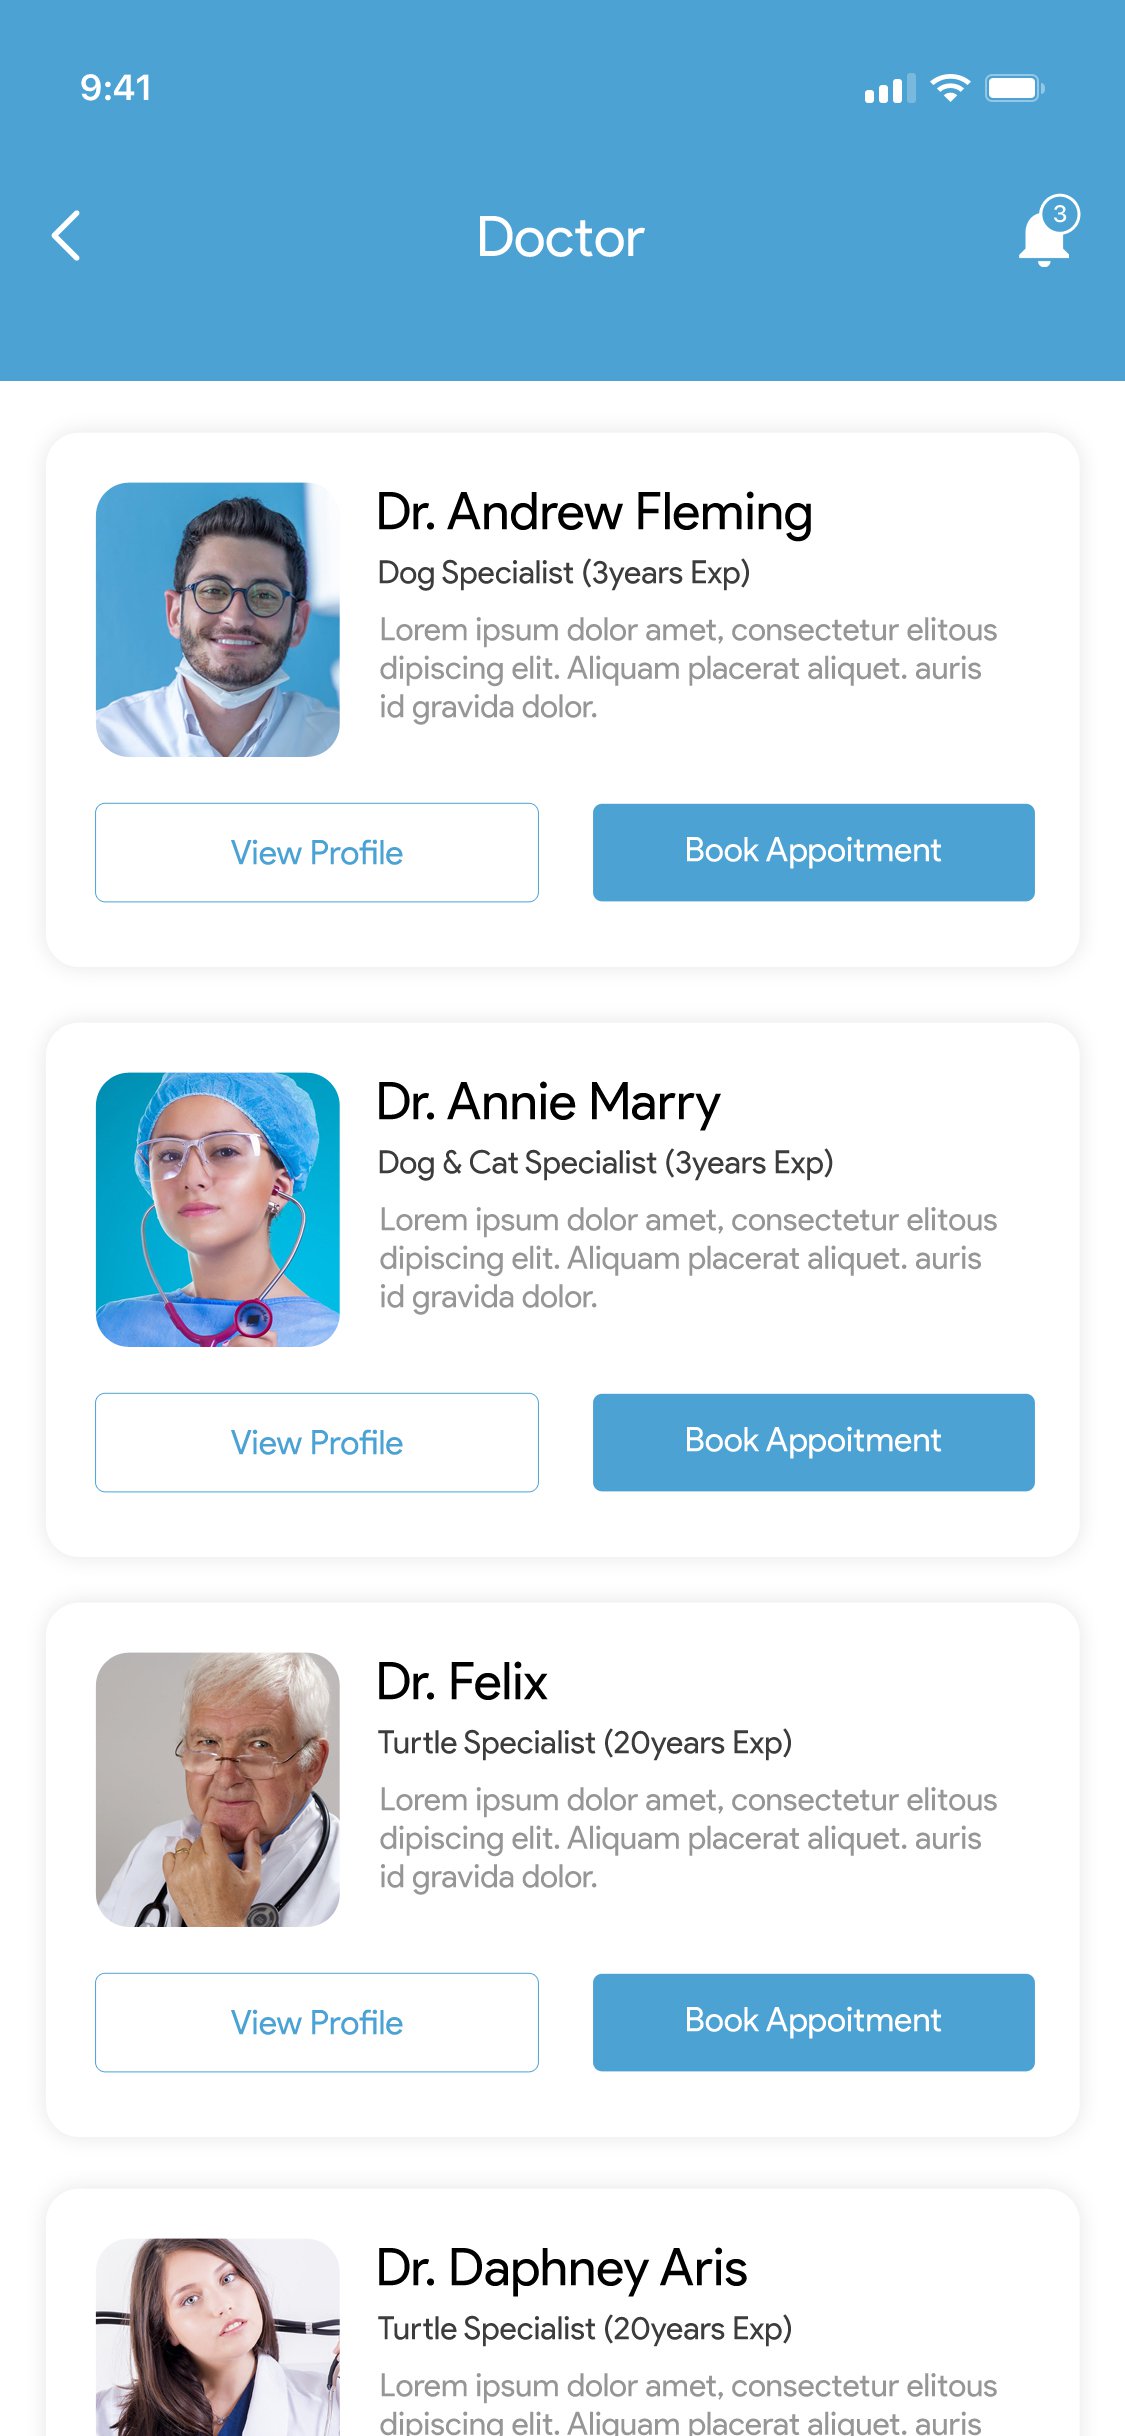 9:41
Doctor
3
Dr. Andrew Fleming
Dog Specialist (3years Exp)
Lorem ipsum dolor amet, consectetur elitous
dipiscing elit. Aliquam placerat aliquet. auris
id gravida dolor.
View Profile
Book Appoitment
Dr. Annie Marry
Dog & Cat Specialist (3years Exp)
Lorem ipsum dolor amet, consectetur elitous
dipiscing elit. Aliquam placerat aliquet. auris
id gravida dolor.
View Profile
Book Appoitment
Dr. Felix
Turtle Specialist (20years Exp)
Lorem ipsum dolor amet, consectetur elitous
dipiscing elit. Aliquam placerat aliquet. auris
id gravida dolor.
View Profile
Book Appoitment
Dr. Daphney Aris
Turtle Specialist (20years Exp)
Lorem ipsum dolor amet, consectetur elitous
dipiscing elit. Aliquam placerat aliquet. auris